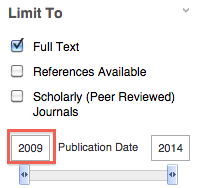 Limit To
Full Text
References Available
Scholarly (Peer Reviewed)
Journals
2009 Publication Date 2014